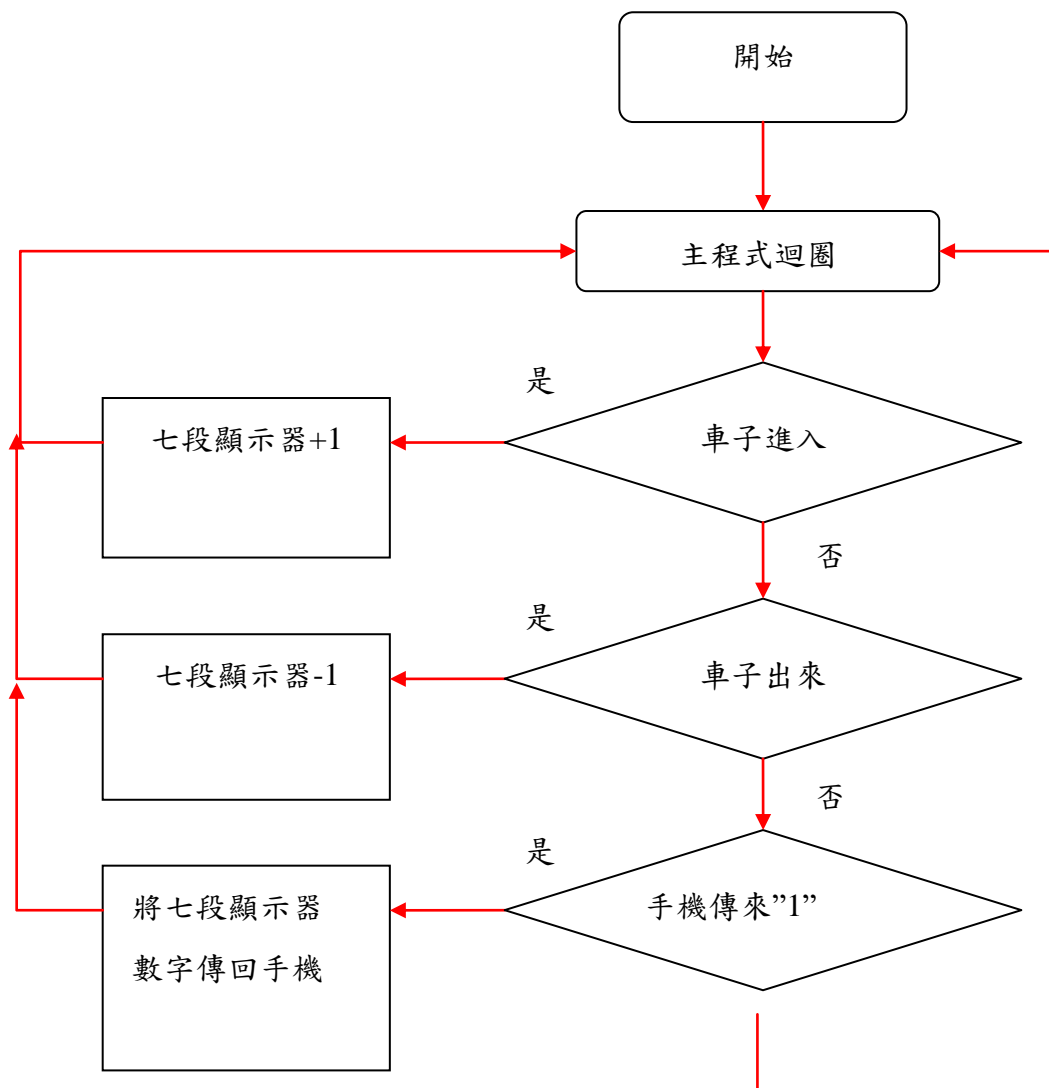 開始
主程式迴圈
是
七段顯示器+1
車子進入
否
是
七段顯示器-1
車子出來
否
是
將七段顯示器
數字傳回手機
手機傳來”1”